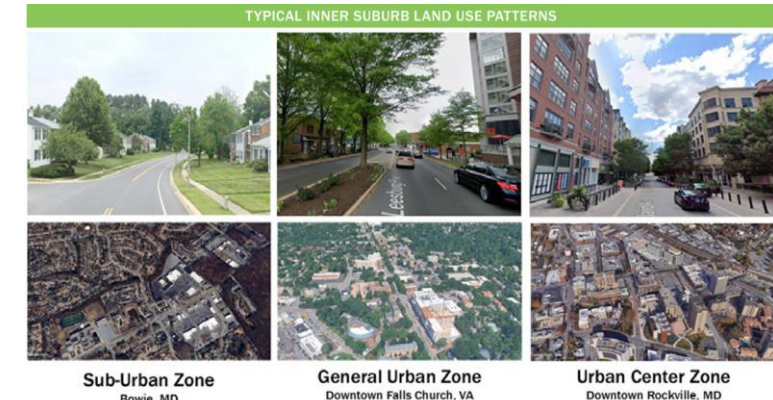 TYPICAL INNER SUBURB LAND USE PATTERNS
Leesburg
Sub-Urban Zone
Bowie, MD
General Urban Zone
Downtown Falls Church, VA
Urban Center Zone
Downtown Rockville, MD